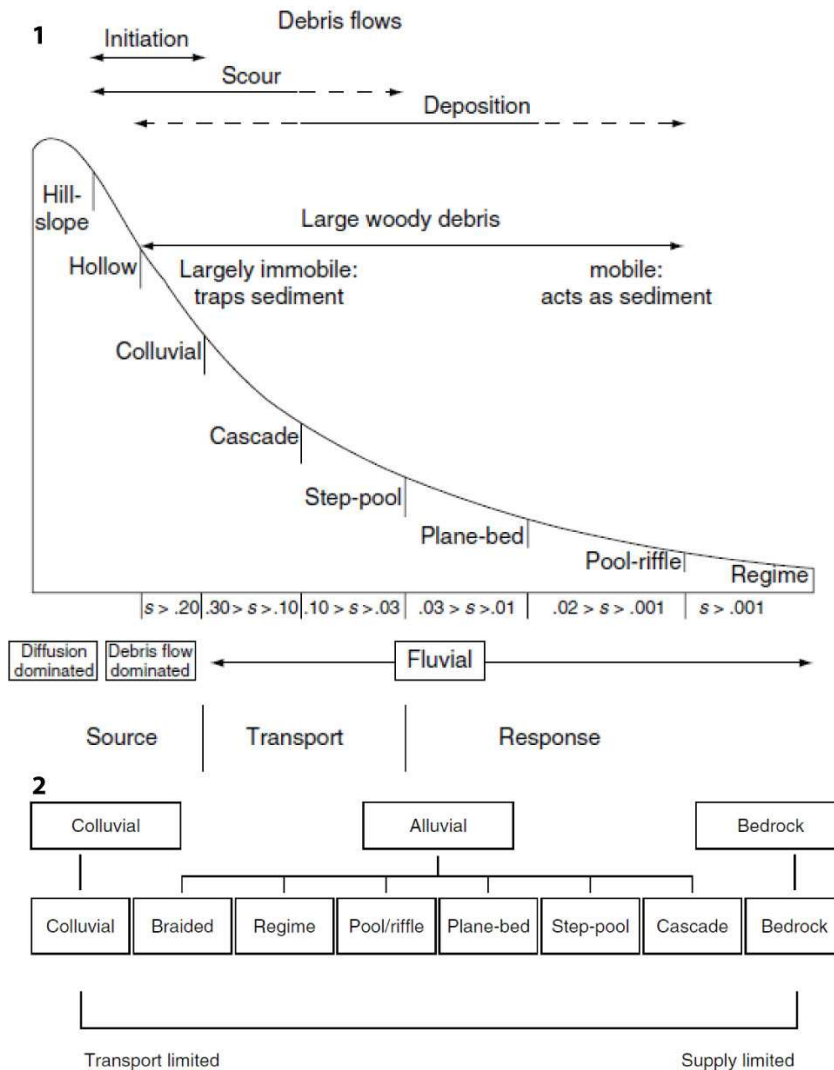 1
Debris flows
Initiation
Scour
Deposition
Hill-
slope
Large woody debris
Hollow
Largely immobile:
traps sediment
mobile:
acts as sediment
Colluvial
Cascade
Step-pool
Plane-bed
Pool-riffle
Regime
s > .20 .30 > s > .10 .10 > s > .03 .03 > s > .01 .02 > s > .001 s > .001
Diffusion
dominated
Debris flow
dominated
Fluvial
Source Transport Response
2
Colluvial Alluvial Bedrock
Colluvial Braided Regime Pool/riffle Plane-bed Step-pool Cascade Bedrock
Transport limited Supply limited